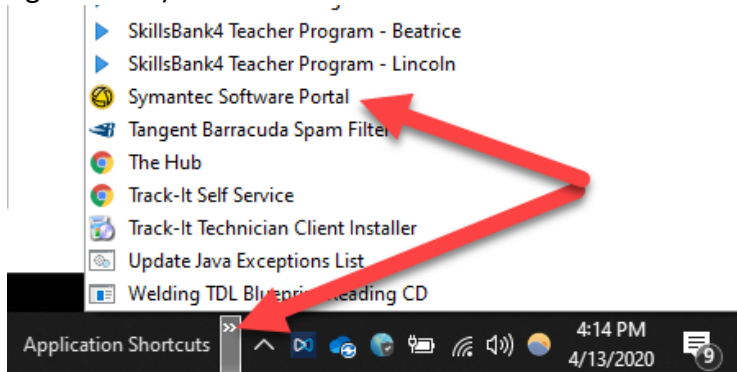 SkillsBank4 Teacher Program - Beatrice
SkillsBank4 Teacher Program - Lincoln
Symantec Software Portal
Tangent Barracuda Spam Filter
The Hub
Track-It Self Service
Track-It Technician Client Installer
Update Java Exceptions List
Welding TDL Blueprint Reading CD
Application Shortcuts
4:14 PM
4/13/2020
9